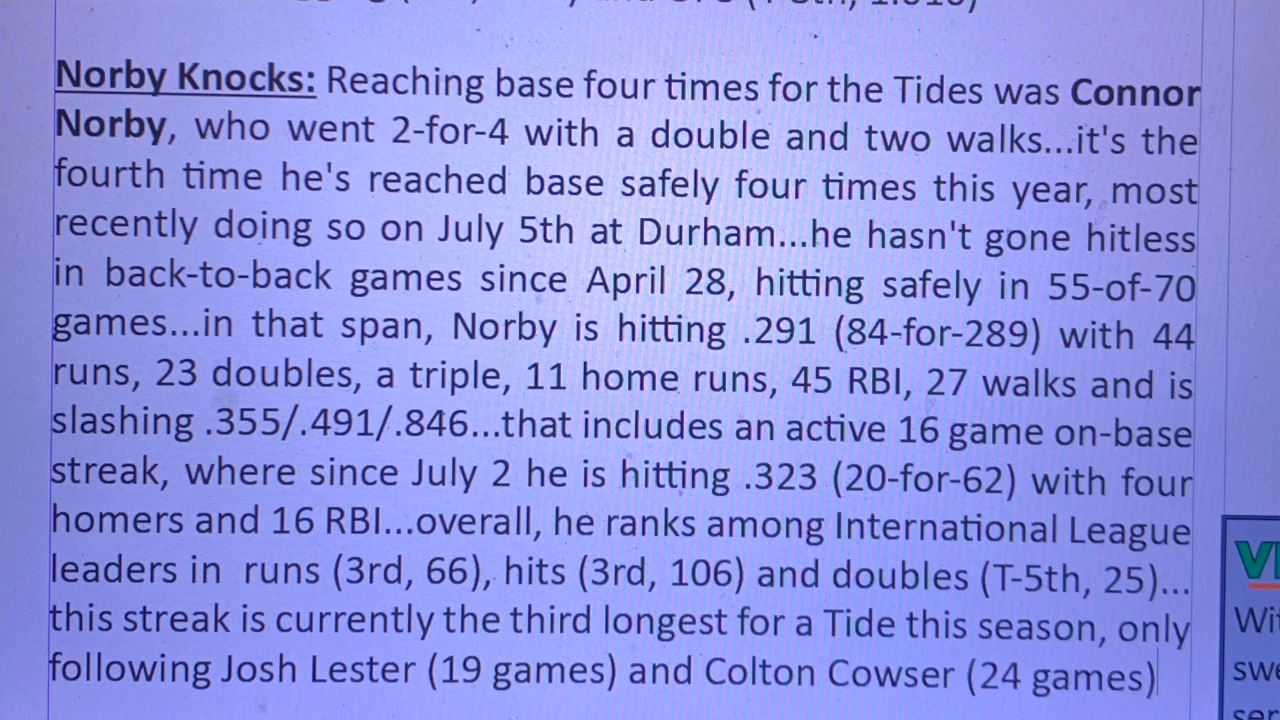 Norby Knocks: Reaching base four times for the Tides was Connor
Norby, who went 2-for-4 with a double and two walks...it's the
fourth time he's reached base safely four times this year, most
recently doing so on July 5th at Durham...he hasn't gone hitless
in back-to-back games since April 28, hitting safely in 55-of-70
games...in that span, Norby is hitting .291 (84-for-289) with 44
runs, 23 doubles, a triple, 11 home runs, 45 RBI, 27 walks and is
slashing .355/.491/.846...that includes an active 16 game on-base
streak, where since July 2 he is hitting .323 (20-for-62) with four
homers and 16 RBI...overall, he ranks among International League
leaders in runs (3rd, 66), hits (3rd, 106) and doubles (T-5th, 25)...
this streak is currently the third longest for a Tide this season, only
following Josh Lester (19 games) and Colton Cowser (24 games)